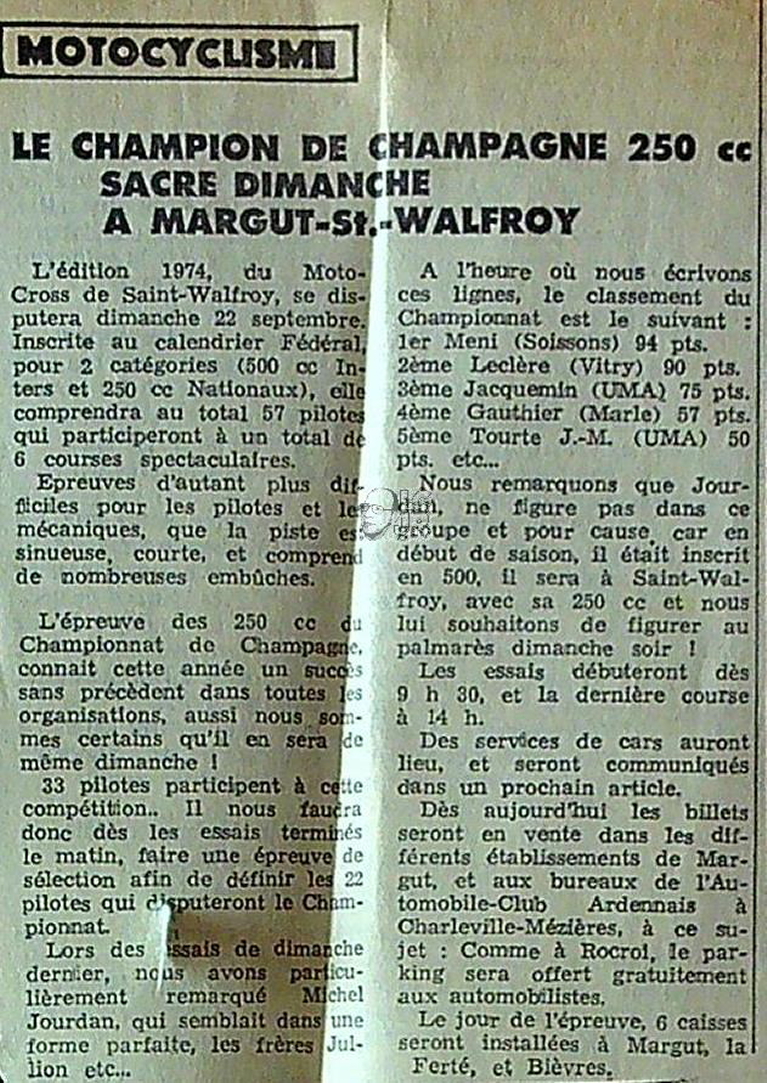 MOTOCYCLISME
LE CHAMPION DE CHAMPAGNE 250 cc
SACRE DIMANCHE
A MARGUT-St.-WALFROY
L'édition 1974, du Moto-
Cross de Saint-Walfroy, se dis-
putera dimanche 22 septembre.
Inscrite au calendrier Fédéral,
pour 2 catégories (500 cc In-
ters et 250 cc Nationaux), elle
comprendra au total 57 pilotes
qui participeront à un total de
6 courses spectaculaires.
Epreuves d'autant plus dif-
ficiles pour les pilotes et les
mécaniques, que la piste est
sinueuse, courte, et comprend
de nombreuses embûches.
L'épreuve des 250 cc du
Championnat de Champagne,
connait cette année un succès
sans précèdent dans toutes les
organisations, aussi nous som-
mes certains qu'il en sera de
même dimanche !
33 pilotes participent à cette
compétition.. Il nous faudra
donc dès les essais terminés
le matin, faire une épreuve de
sélection afin de définir les 22
pilotes qui disputeront le Cham-
pionnat.
Lors des essais de dimanche
dernier, nous avons particu-
lièrement remarqué Michel
Jourdan, qui semblait dans une
forme parfaite, les frères Jul-
lion etc...
A l'heure où nous écrivons
ces lignes, le classement du
Championnat est le suivant :
1er Meni (Soissons) 94 pts.
2ème Leclère (Vitry) 90 pts.
3ème Jacquemin (UMA) 75 pts.
4ème Gauthier (Marle) 57 pts.
5ème Tourte J.-M. (UMA) 50
pts. etc...
Nous remarquons que Jour-
dan, ne figure pas dans ce
groupe et pour cause, car en
début de saison, il était inscrit
en 500, il sera à Saint-Wal-
froy, avec sa 250 cc et nous
lui souhaitons de figurer au
palmarès dimanche soir !
Les essais débuteront dès
9 h 30, et la dernière course
à 14 h.
Des services de cars auront
lieu, et seront communiqués
dans un prochain article.
Dès aujourd'hui les billets
seront en vente dans les dif-
férents établissements de Mar-
gut, et aux bureaux de l'Au-
tomobile-Club Ardennais à
Charleville-Mézières, à ce su-
jet : Comme à Rocroi, le par-
king sera offert gratuitement
aux automobilistes.
Le jour de l'épreuve, 6 caisses
seront installées à Margut, la
Ferté, et Bièvres.